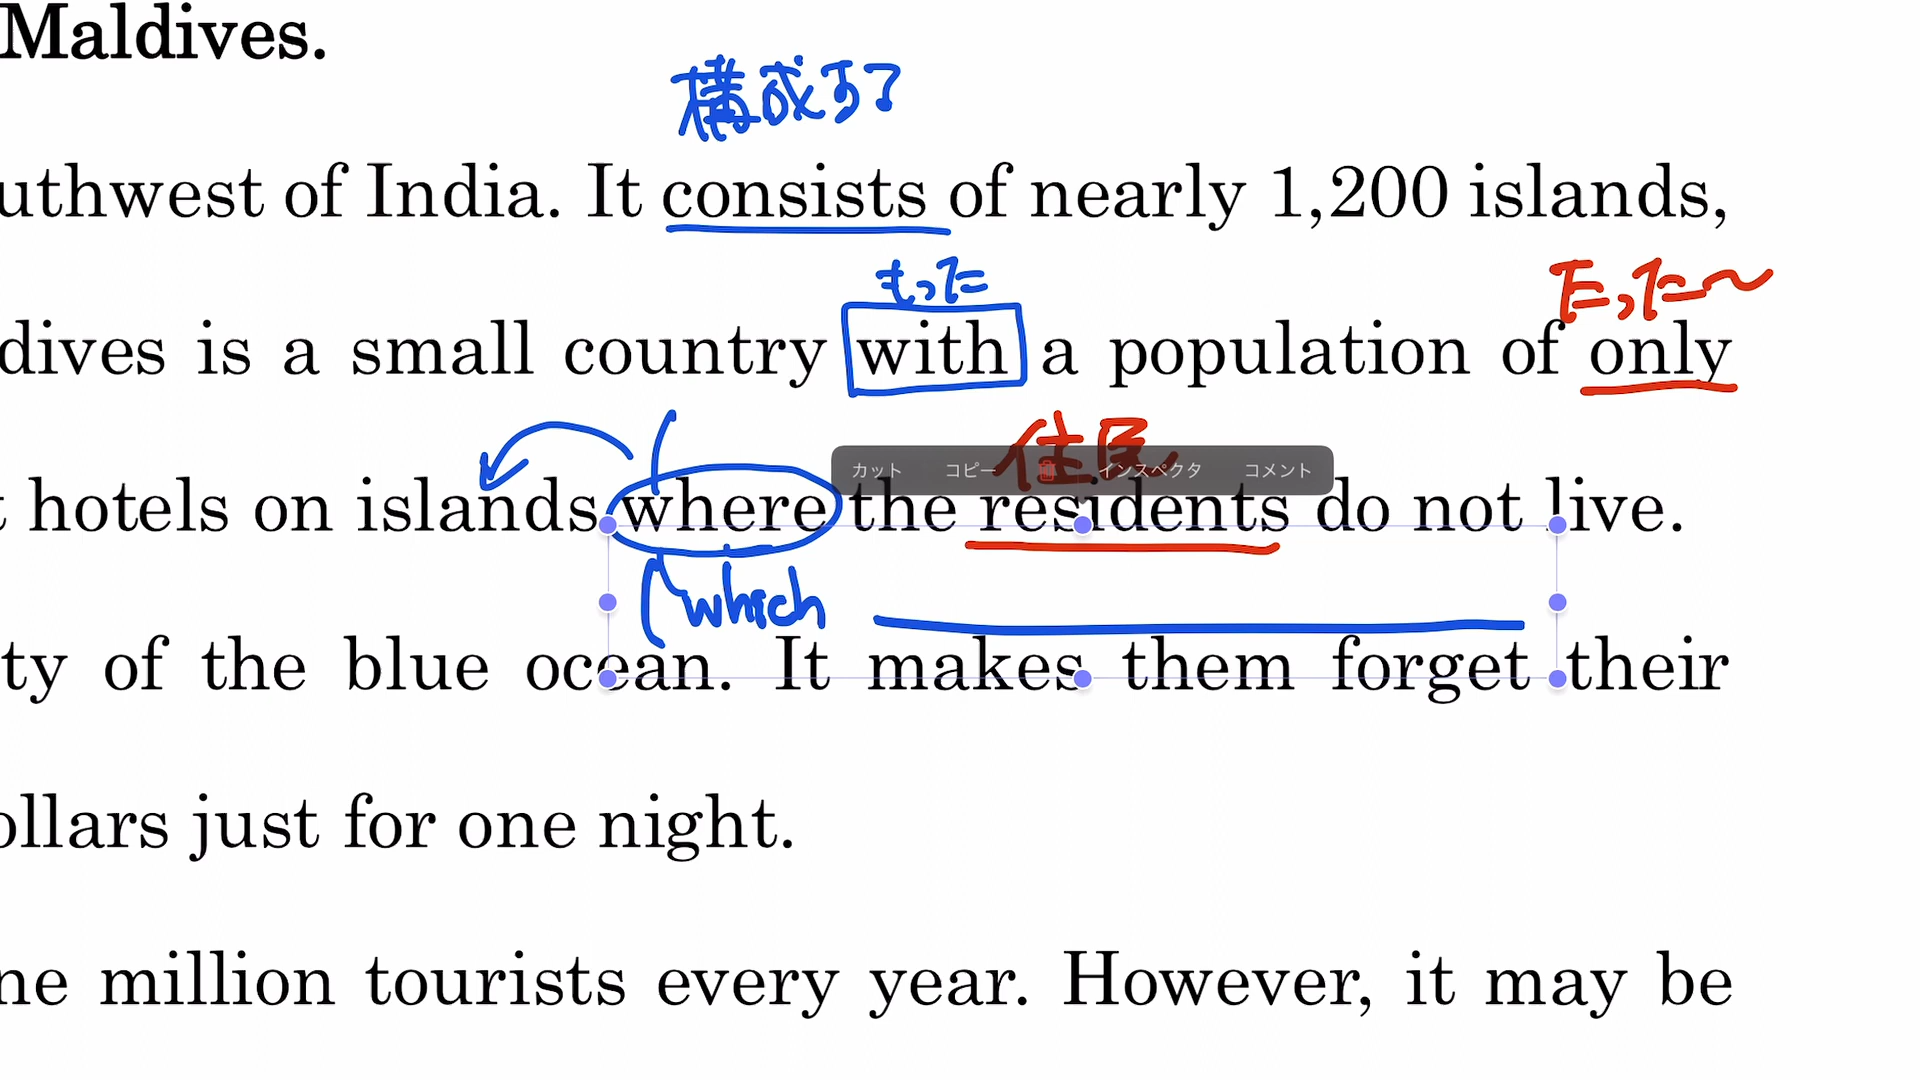 Maldives.
構成する
uthwest of India. It consists of nearly 1,200 islands,
もった
たった~
dives is a small country with a population of only
住民
カット コピー インスペクタ コメント
hotels on islands where the residents do not live.
which
ty of the blue ocean. It makes them forget their
ollars just for one night.
ne million tourists every year. However, it may be